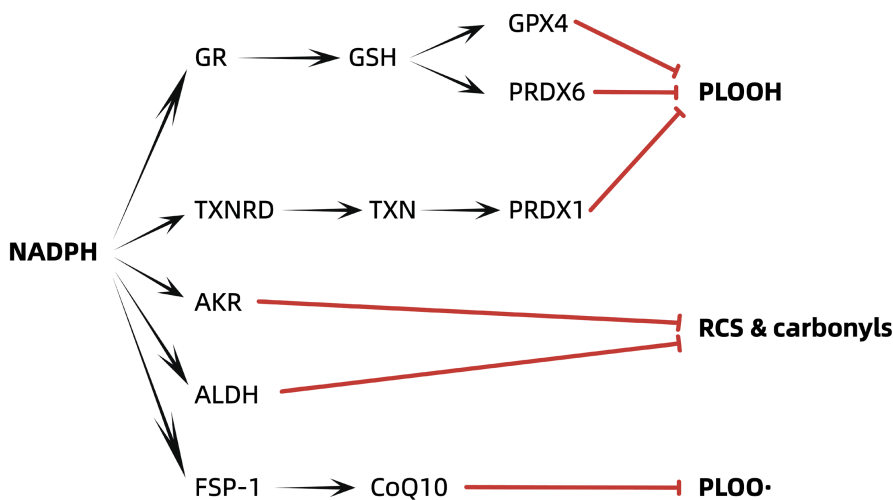 GPX4
GR
GSH
PRDX6
PLOOH
TXNRD
TXN
PRDX1
NADPH
AKR
RCS & carbonyls
ALDH
FSP-1
CoQ10
PLOO·